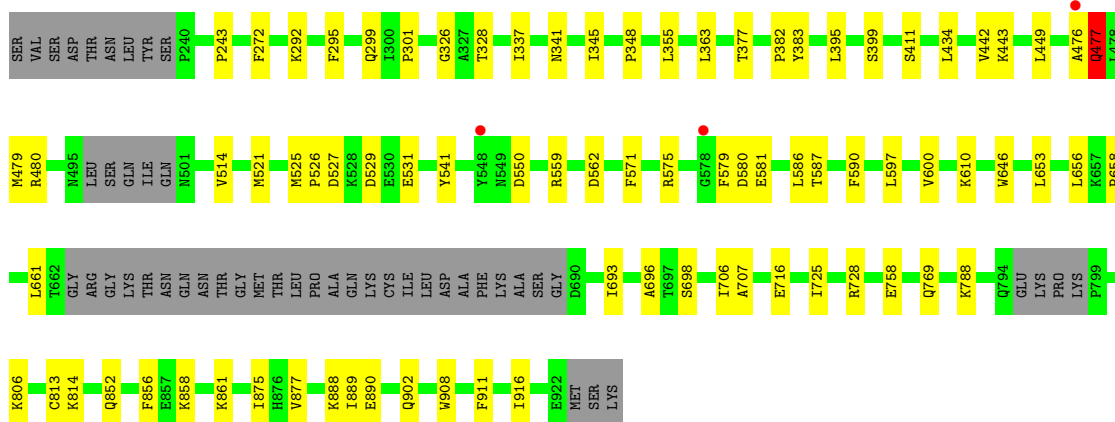 SER VAL SER ASP THR ASN LEU TYR SER P240 P243 F272 K292 F295 Q299 I300 P301 G326 A327 T328 I337 N341 I345 P348 L355 L363 T377 P382 Y383 L395 S399 S411 L434 V442 K443 L449 A476 Q477 L478
M479 R480 N495 LEU SER GLN ILE GLN N501 V514 M521 M525 P526 D527 K528 D529 E530 E531 Y541 Y548 N549 D550 R559 D562 F571 R575 G578 F579 D580 E581 L586 T587 F590 L597 V600 K610 W646 L653 L656 K657
L661 T662 GLY ARG GLY LYS THR ASN GLN ASN THR GLY MET THR LEU PRO ALA GLN LYS CYS ILE LEU ASP ALA PHE LYS ALA SER GLY D690 I693 A696 T697 S698 I706 A707 E716 I725 R728 E758 Q769 K788 Q794 GLU LYS PRO LYS P799
K806 C813 K814 Q852 F856 E857 K858 K861 I875 H876 V877 K888 I889 E890 Q902 W908 F911 I916 E922 MET SER LYS